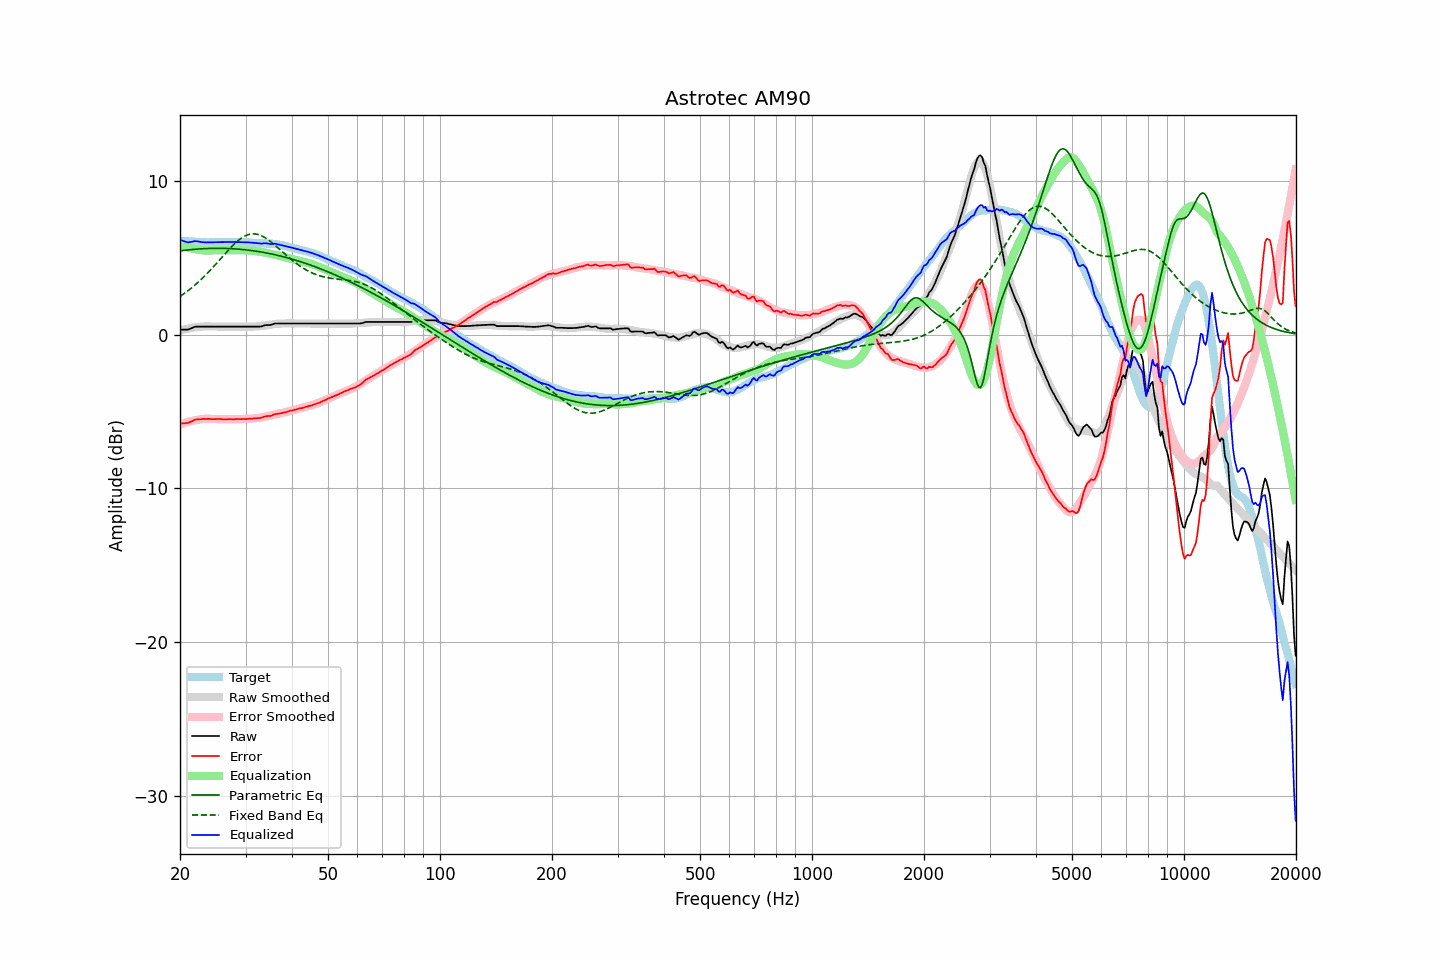 Astrotec AM90
10
0
−10
−20
−30
Amplitude (dBr)
Target
Raw Smoothed
Error Smoothed
Raw
Error
Equalization
Parametric Eq
Fixed Band Eq
Equalized
20
50
100
200
500
1000
2000
5000
10000
20000
Frequency (Hz)